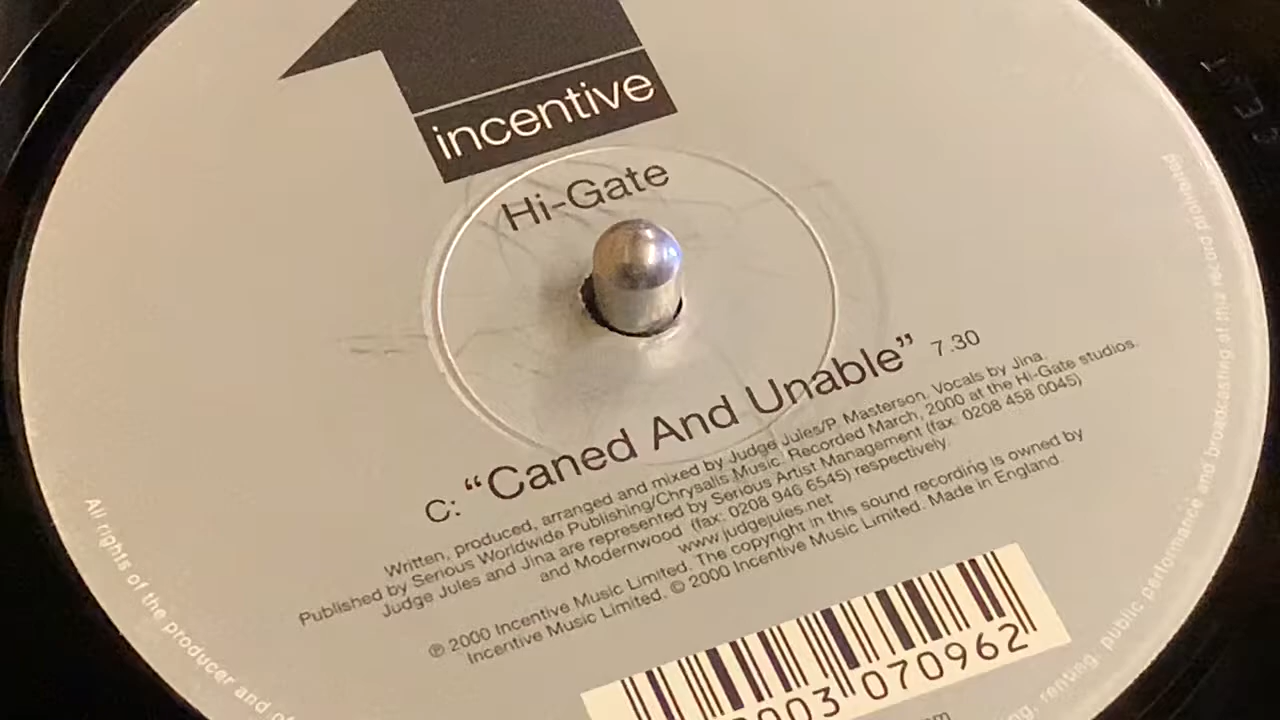 incentive
Hi-Gate
C: “Caned And Unable” 7.30
Written, produced, arranged and mixed by Judge Jules/P. Masterson. Vocals by Jina.
Published by Serious Worldwide Publishing/Chrysalis Music. Recorded March, 2000 at the Hi-Gate studios.
Judge Jules and Jina are represented by Serious Artist Management (fax: 0208 458 0045)
and Modernwood (fax: 0208 946 6545) respectively.
www.judgejules.net
℗ 2000 Incentive Music Limited. The copyright in this sound recording is owned by
Incentive Music Limited. © 2000 Incentive Music Limited. Made in England.
003 070962
All rights of the producer and of
renting, public performance and broadcasting of the record prohibited